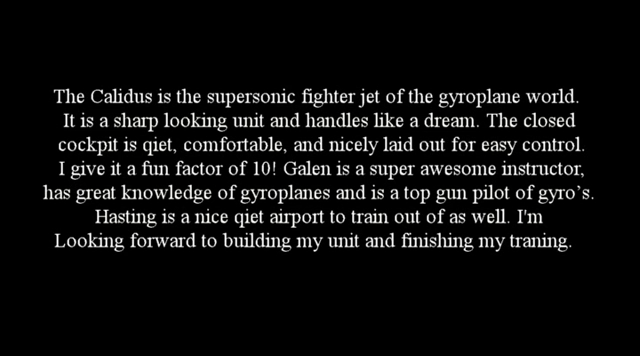 The Calidus is the supersonic fighter jet of the gyroplane world.
It is a sharp looking unit and handles like a dream. The closed
cockpit is qiet, comfortable, and nicely laid out for easy control.
I give it a fun factor of 10! Galen is a super awesome instructor,
has great knowledge of gyroplanes and is a top gun pilot of gyro’s.
Hasting is a nice qiet airport to train out of as well. I'm
Looking forward to building my unit and finishing my traning.